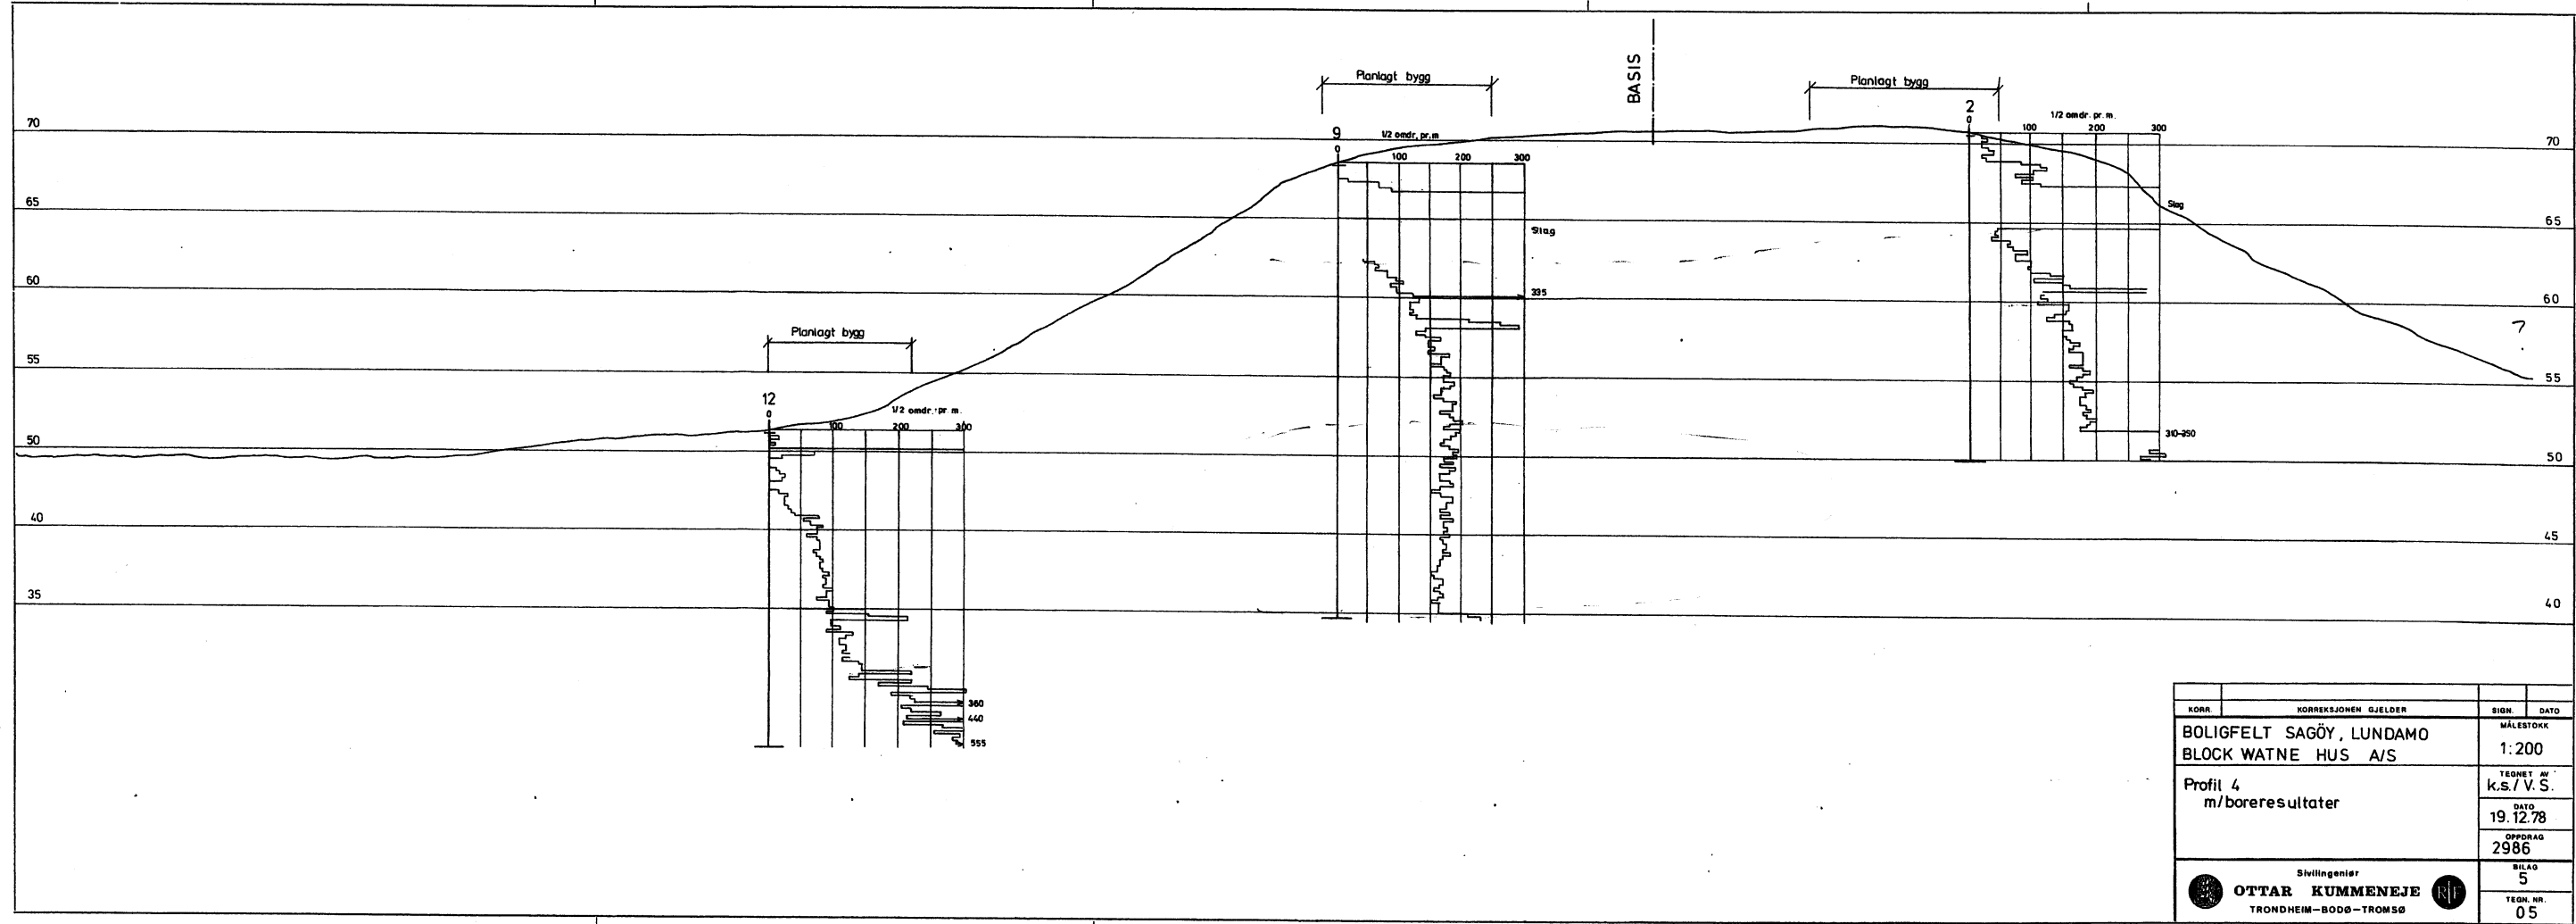 BASIS
Planlagt bygg
Planlagt bygg
2
0 100 1/2 omdr. pr. m. 200 300
9
0 100 1/2 omdr. pr. m 200 300
70
70
Slag
65
65
Slag
335
60
60
Planlagt bygg
55
55
12
0 100 1/2 omdr. pr. m. 200 300
310-350
50
50
40
45
35
40
360
440
555
KORR. KORREKSJONEN GJELDER SIGN. DATO
BOLIGFELT SAGÖY, LUNDAMO
BLOCK WATNE HUS A/S
MÅLESTOKK
1:200
Profil 4
m/boreresultater
TEGNET AV
k.s./V.S.
DATO
19.12.78
OPPDRAG
2986
Sivilingeniør
OTTAR KUMMENEJE
TRONDHEIM-BODØ-TROMSØ
RIF
BILAG
5
TEGN. NR.
05